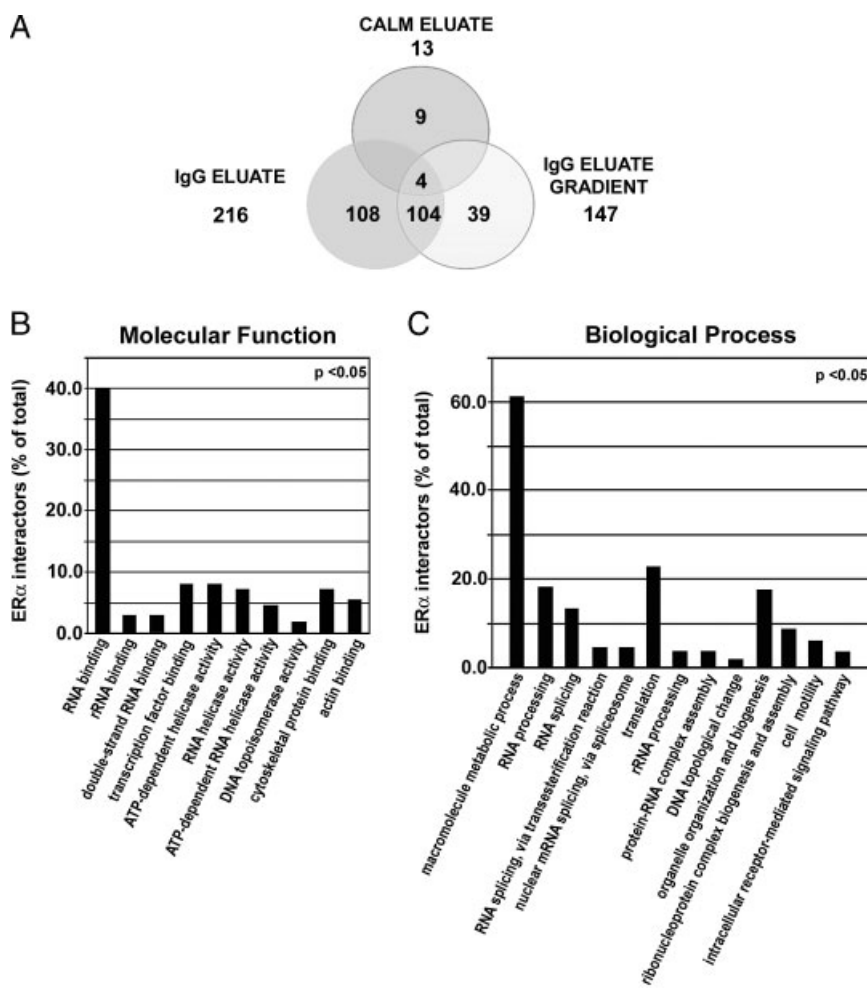 A
CALM ELUATE
13
9
IgG ELUATE
216
4
108
104
39
IgG ELUATE
GRADIENT
147
B
Molecular Function
p <0.05
ERα interactors (% of total)
40.0
30.0
20.0
10.0
0.0
RNA binding
rRNA binding
double-strand RNA binding
transcription factor binding
ATP-dependent helicase activity
RNA helicase activity
ATP-dependent RNA helicase activity
DNA topoisomerase activity
cytoskeletal protein binding
actin binding
C
Biological Process
p <0.05
ERα interactors (% of total)
60.0
40.0
20.0
0.0
macromolecule metabolic process
RNA processing
RNA splicing
RNA splicing, via transesterification reaction
nuclear mRNA splicing, via spliceosome
translation
rRNA processing
protein-RNA complex assembly
DNA topological change
organelle organization and biogenesis
ribonucleoprotein complex biogenesis and assembly
cell motility
intracellular receptor-mediated signaling pathway